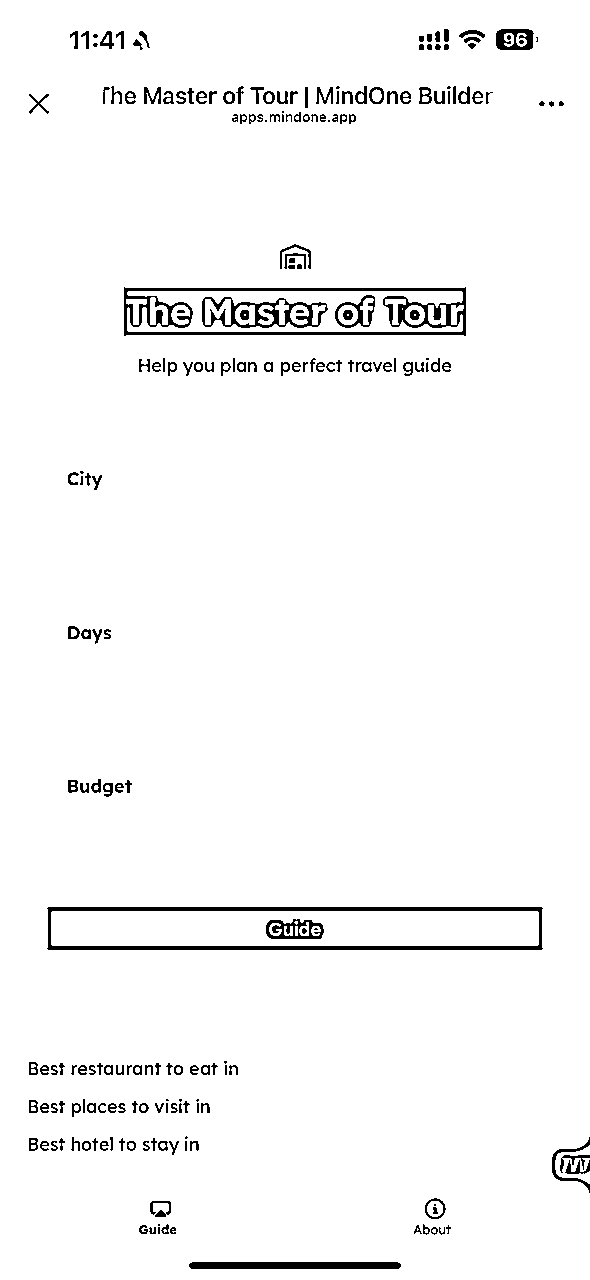 11:41
96
The Master of Tour | MindOne Builder
apps.mindone.app
The Master of Tour
Help you plan a perfect travel guide
City
Days
Budget
Guide
Best restaurant to eat in
Best places to visit in
Best hotel to stay in
Guide
About